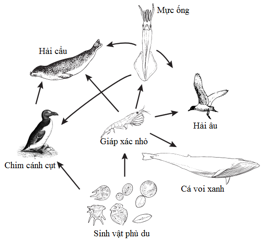 Mực ống
Hải cẩu
Hải âu
Giáp xác nhỏ
Chim cánh cụt
Cá voi xanh
Sinh vật phù du